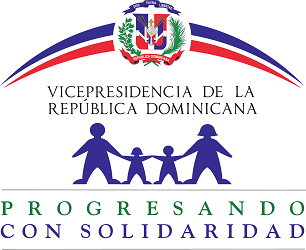 VICEPRESIDENCIA DE LA
REPÚBLICA DOMINICANA
PROGRESANDO
CON SOLIDARIDAD